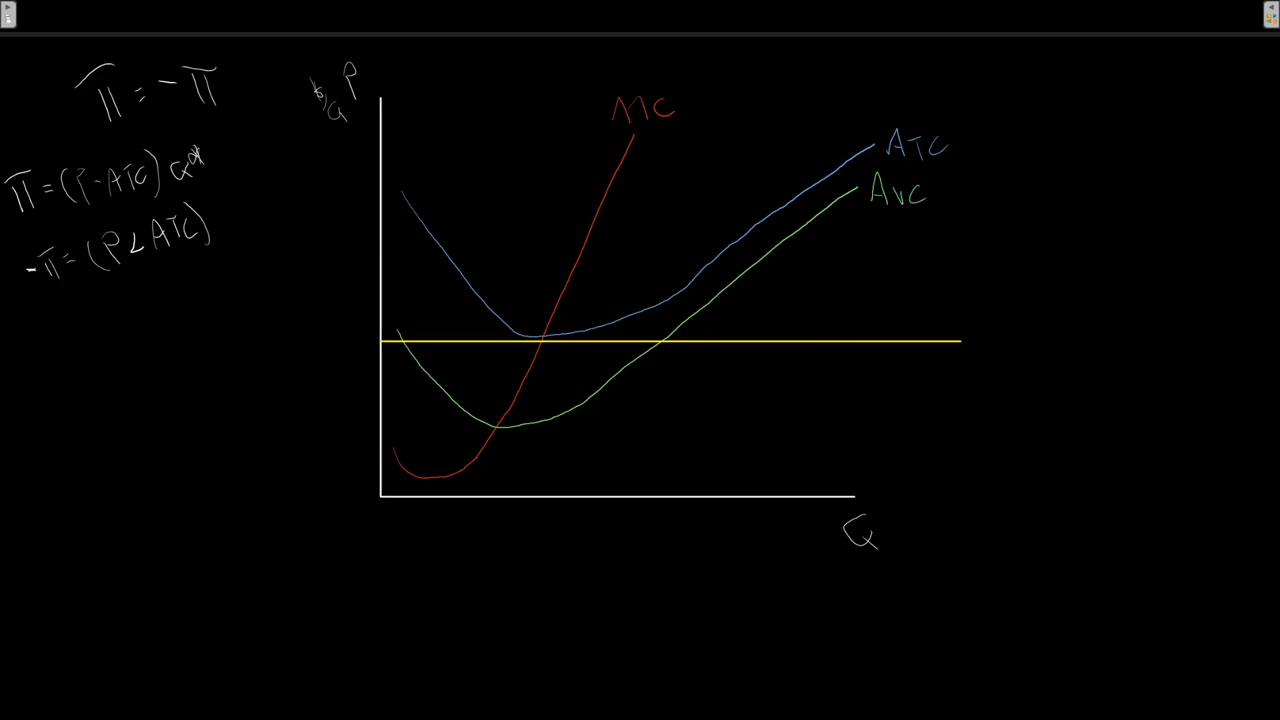 π = -π
π = (P - ATC) Q*
-π = (P < ATC)
$/Q P
MC
ATC
AVC
Q